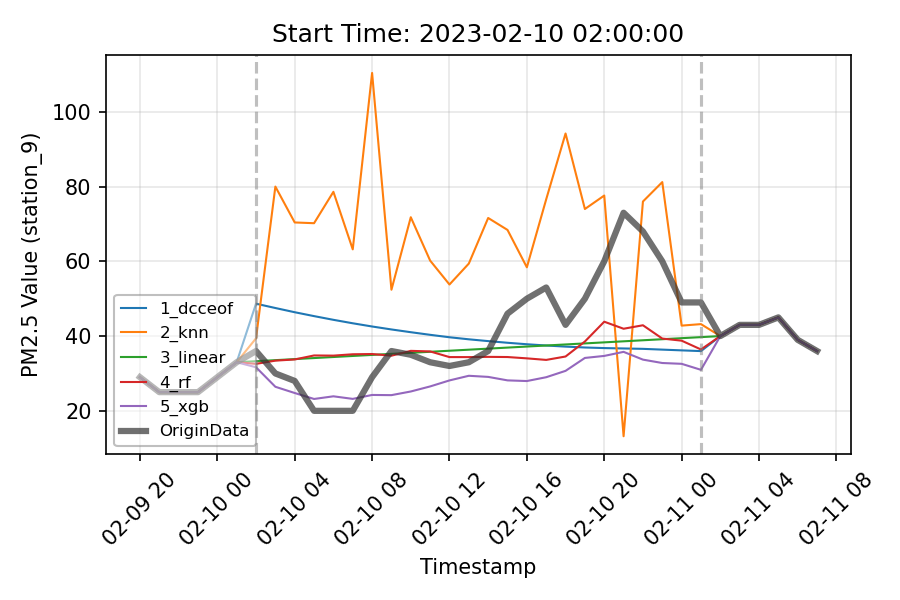 Start Time: 2023-02-10 02:00:00
PM2.5 Value (station_9)
100
80
60
40
20
1_dcceof
2_knn
3_linear
4_rf
5_xgb
OriginData
02-09 20
02-10 00
02-10 04
02-10 08
02-10 12
02-10 16
02-10 20
02-11 00
02-11 04
02-11 08
Timestamp